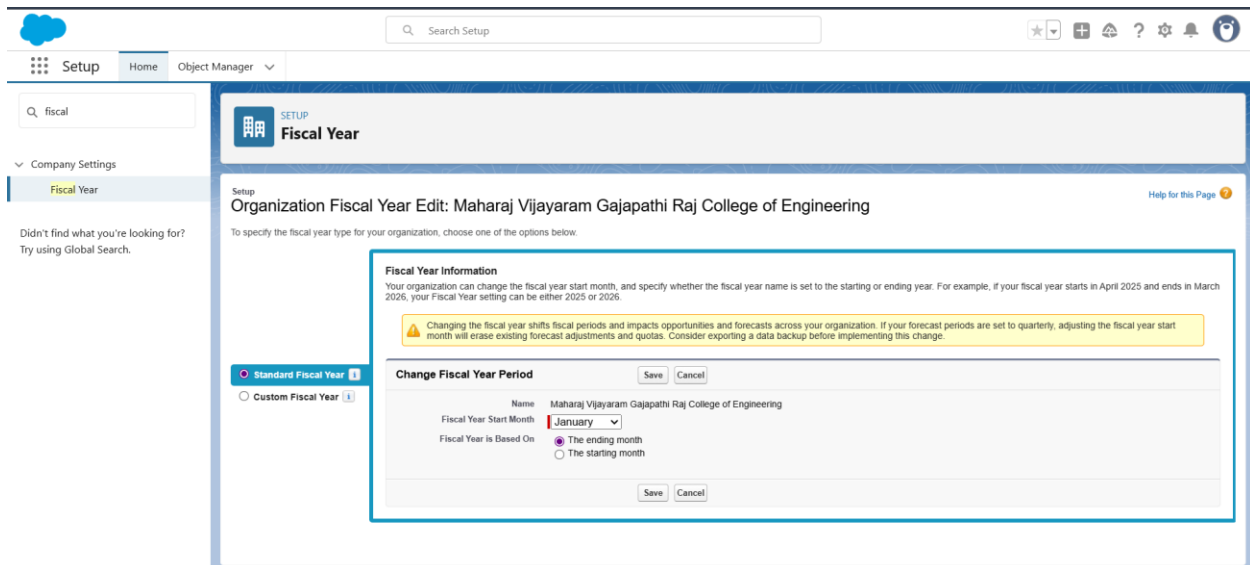 Search Setup
Setup
Home
Object Manager
fiscal
Company Settings
Fiscal Year
Didn't find what you're looking for?
Try using Global Search.
SETUP
Fiscal Year
Setup
Organization Fiscal Year Edit: Maharaj Vijayaram Gajapathi Raj College of Engineering
Help for this Page
To specify the fiscal year type for your organization, choose one of the options below.
Standard Fiscal Year
Custom Fiscal Year
Fiscal Year Information
Your organization can change the fiscal year start month, and specify whether the fiscal year name is set to the starting or ending year. For example, if your fiscal year starts in April 2025 and ends in March
2026, your Fiscal Year setting can be either 2025 or 2026.
Changing the fiscal year shifts fiscal periods and impacts opportunities and forecasts across your organization. If your forecast periods are set to quarterly, adjusting the fiscal year start
month will erase existing forecast adjustments and quotas. Consider exporting a data backup before implementing this change.
Change Fiscal Year Period
Save Cancel
Name Maharaj Vijayaram Gajapathi Raj College of Engineering
Fiscal Year Start Month January
Fiscal Year is Based On The ending month
The starting month
Save Cancel